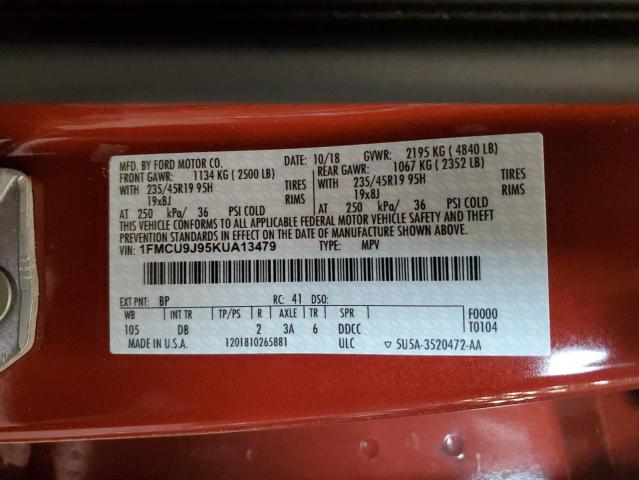 MFD. BY FORD MOTOR CO. DATE: 10/18 GVWR: 2195 KG ( 4840 LB)
FRONT GAWR: 1134 KG ( 2500 LB) REAR GAWR: 1067 KG ( 2352 LB)
WITH 235/45R19 95H TIRES WITH 235/45R19 95H TIRES
19x8J RIMS 19x8J RIMS
AT 250 kPa/ 36 PSI COLD AT 250 kPa/ 36 PSI COLD
THIS VEHICLE CONFORMS TO ALL APPLICABLE FEDERAL MOTOR VEHICLE SAFETY AND THEFT
PREVENTION STANDARDS IN EFFECT ON THE DATE OF MANUFACTURE SHOWN ABOVE.
VIN: 1FMCU9J95KUA13479 TYPE: MPV
EXT PNT: BP RC: 41 DSO:
WB INT TR TP/PS R AXLE TR SPR F0000
105 DB 2 3A 6 DDCC T0104
MADE IN U.S.A. 1201810265881 ULC ▽ 5U5A-3520472-AA